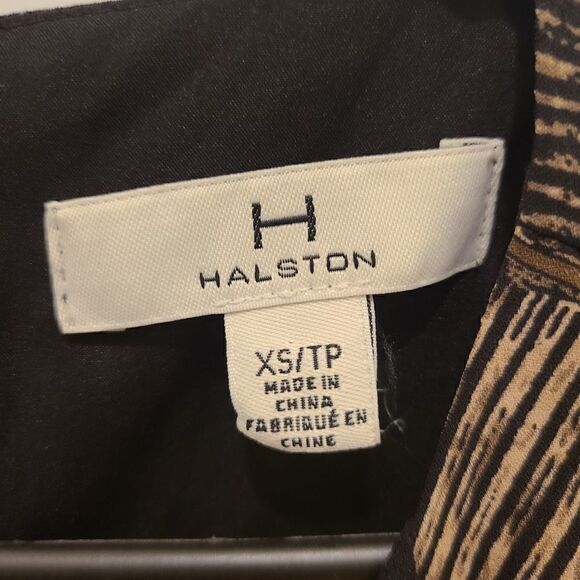 H
HALSTON
XS/TP
MADE IN
CHINA
FABRIQUÉ EN
CHINE